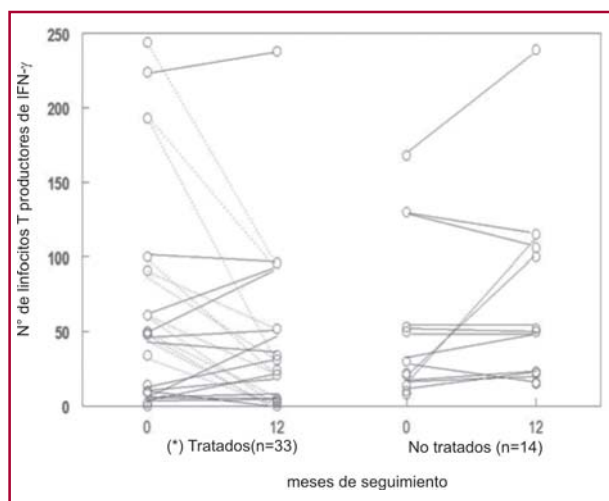 N° de linfocitos T productores de IFN-γ
250
200
150
100
50
0
0
12
0
12
(*) Tratados(n=33)
No tratados (n=14)
meses de seguimiento